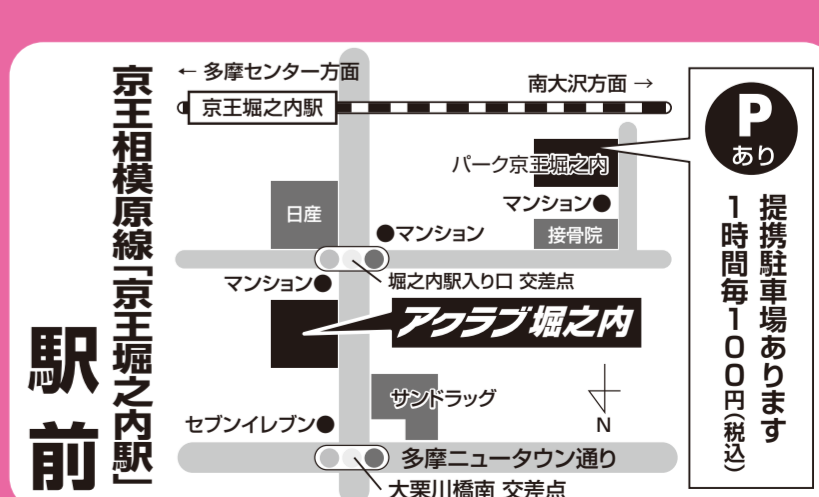 京王相模原線「京王堀之内駅」
駅前
← 多摩センター方面
南大沢方面 →
京王堀之内駅
パーク京王堀之内
日産
マンション●
●マンション
接骨院
マンション●
堀之内駅入り口 交差点
アクラブ堀之内
サンドラッグ
セブンイレブン●
N
多摩ニュータウン通り
大栗川橋南 交差点
P
あり
提携駐車場あります
1時間毎100円(税込)